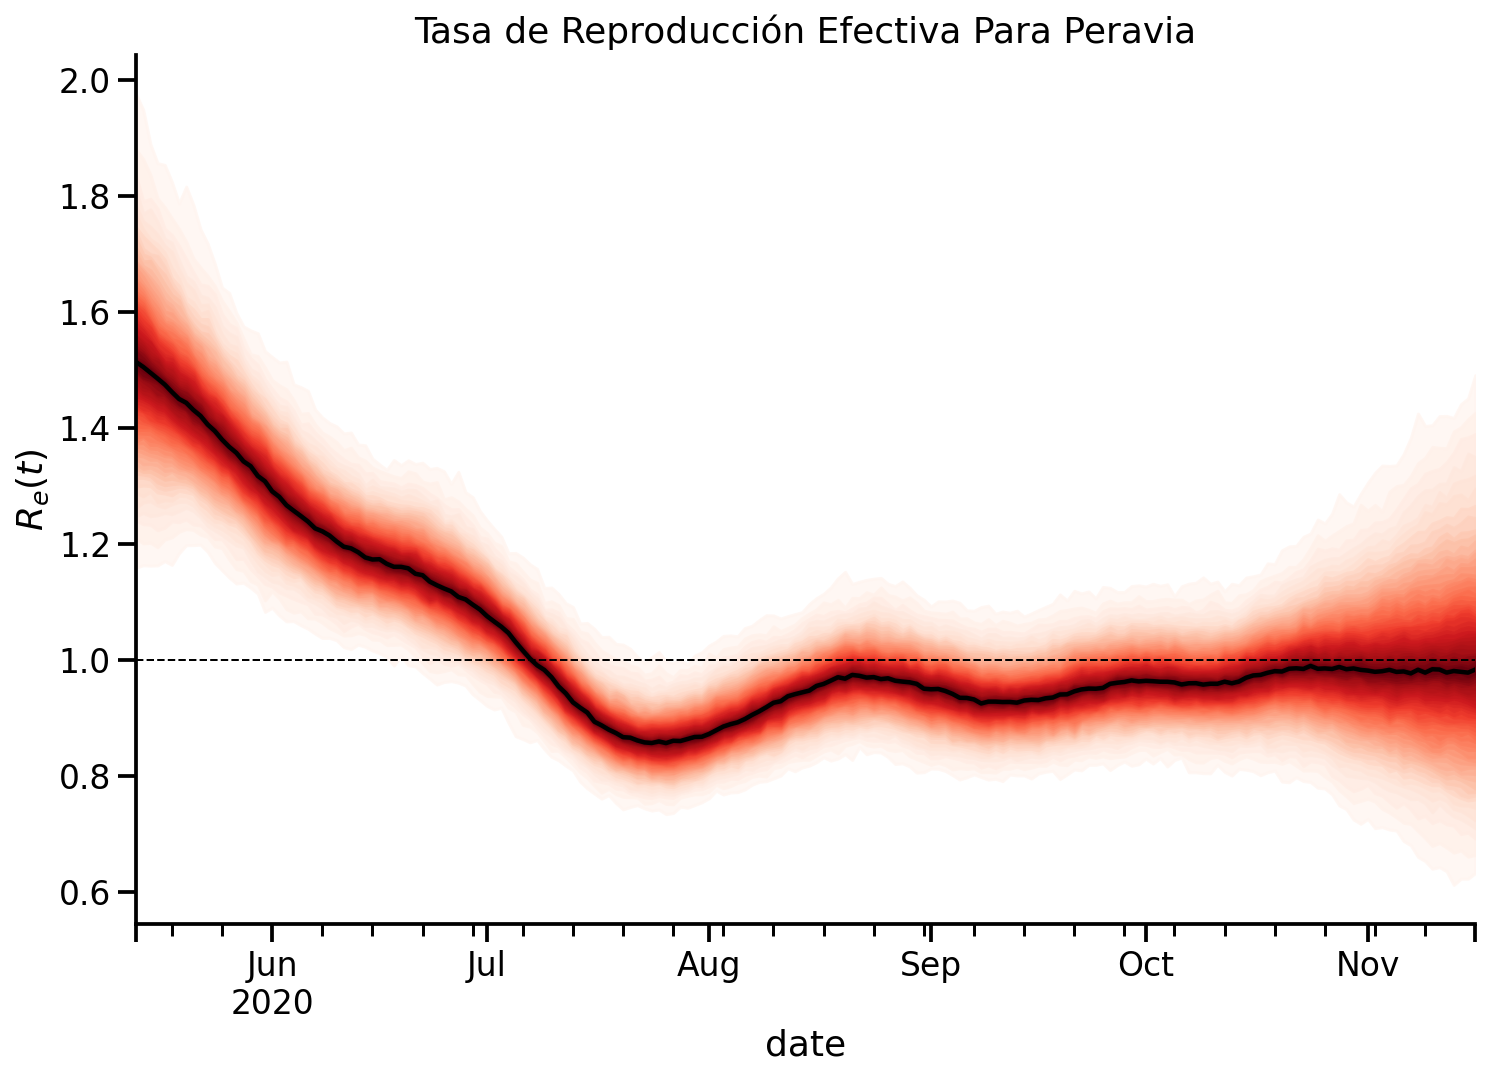 Tasa de Reproducción Efectiva Para Peravia
2.0
1.8
1.6
1.4
1.2
1.0
0.8
0.6
Rₑ(t)
Jun Jul Aug Sep Oct Nov
2020
date